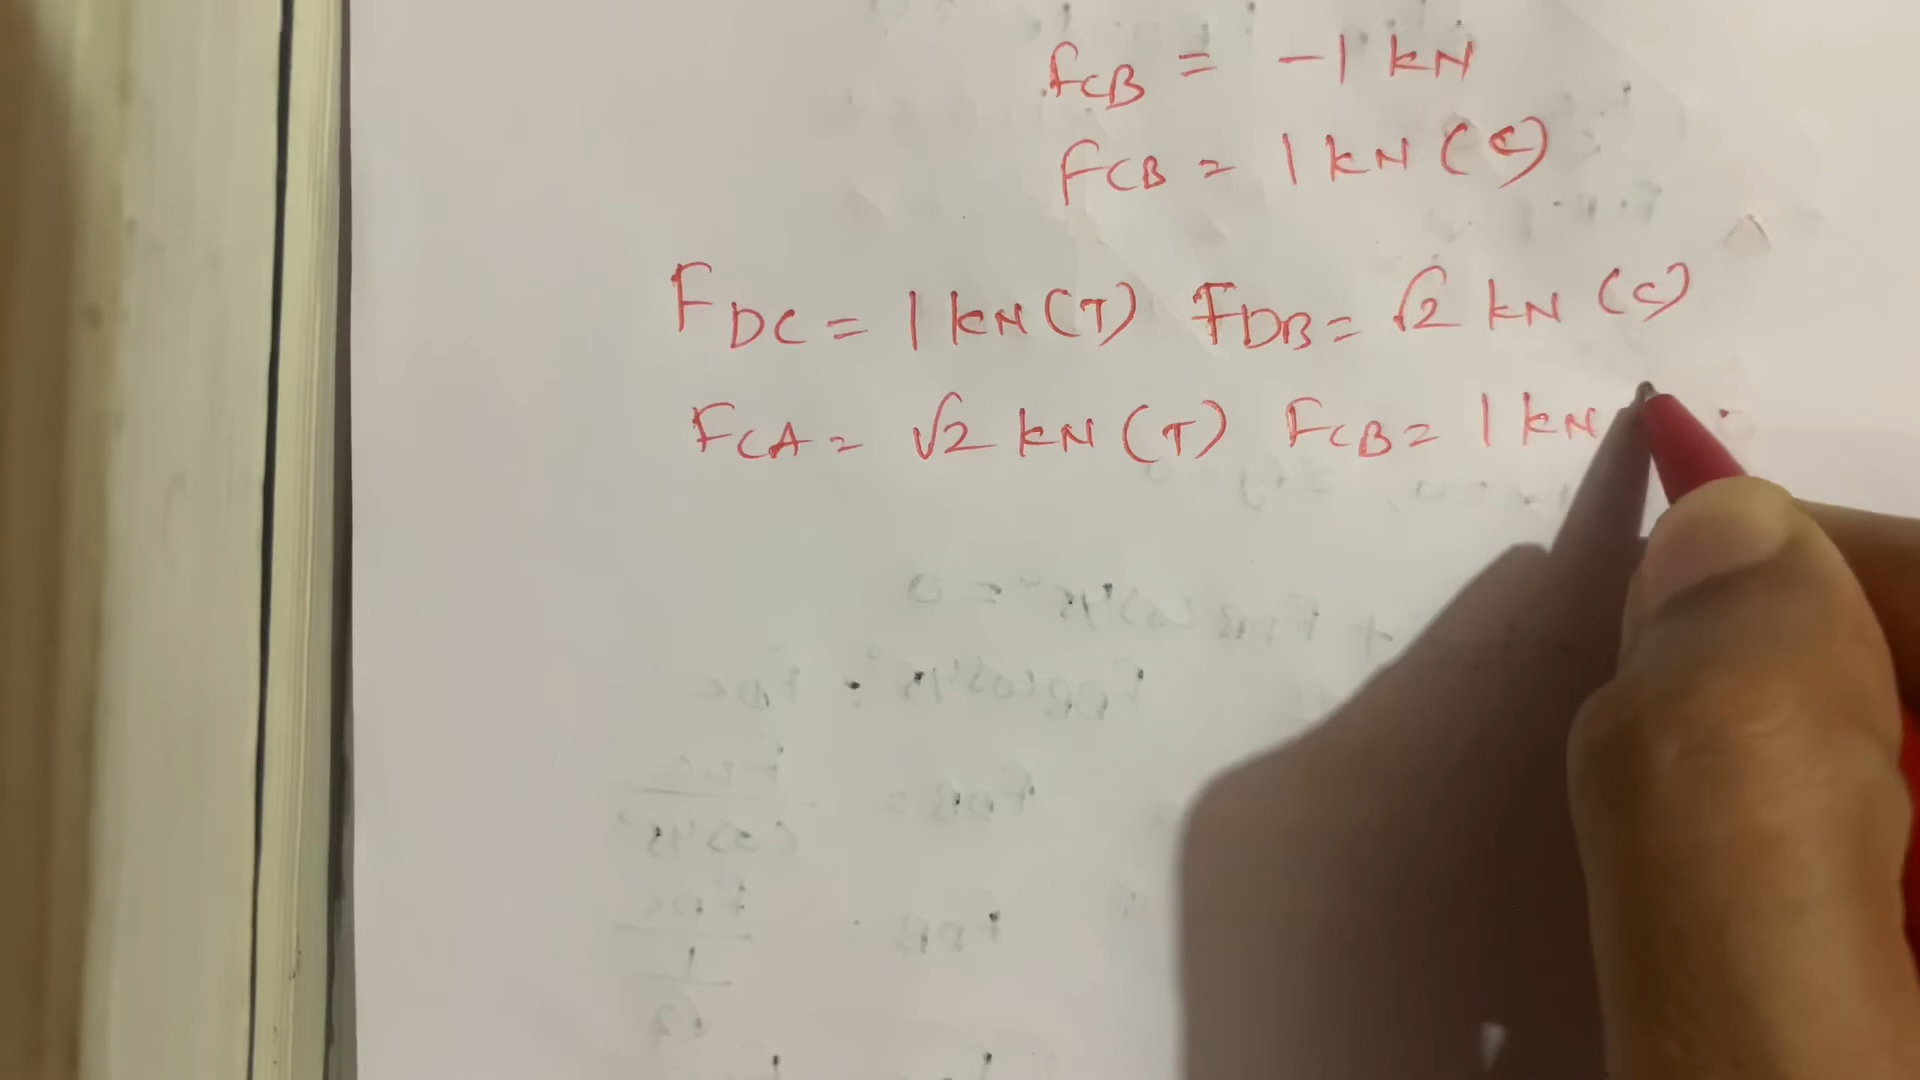 FCB = -1 kN
FCB = 1 kN (C)
FDC = 1 kN (T) FDB = √2 kN (C)
FCA = √2 kN (T) FCB = 1 kN